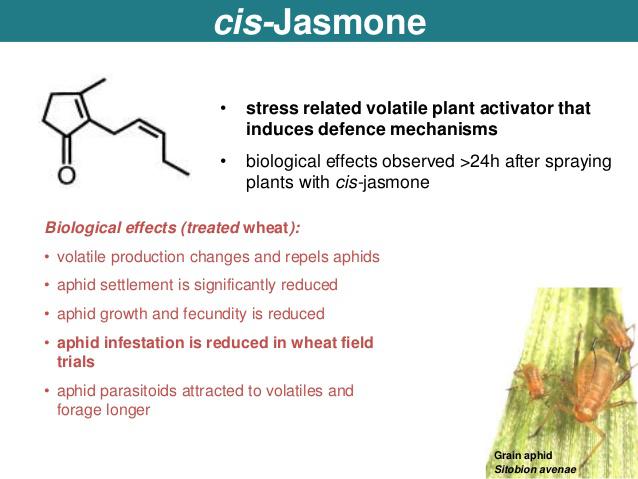 cis-Jasmone
• stress related volatile plant activator that
induces defence mechanisms
• biological effects observed >24h after spraying
plants with cis-jasmone
O
Biological effects (treated wheat):
• volatile production changes and repels aphids
• aphid settlement is significantly reduced
• aphid growth and fecundity is reduced
• aphid infestation is reduced in wheat field
trials
• aphid parasitoids attracted to volatiles and
forage longer
Grain aphid
Sitobion avenae